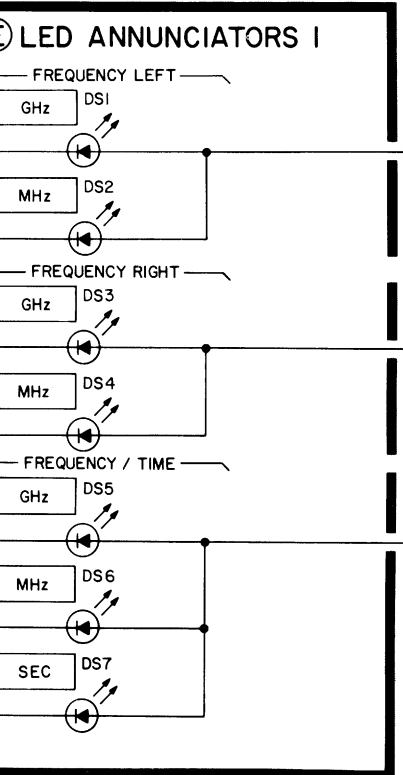 E LED ANNUNCIATORS I
FREQUENCY LEFT
GHz DS1
MHz DS2
FREQUENCY RIGHT
GHz DS3
MHz DS4
FREQUENCY / TIME
GHz DS5
MHz DS6
SEC DS7